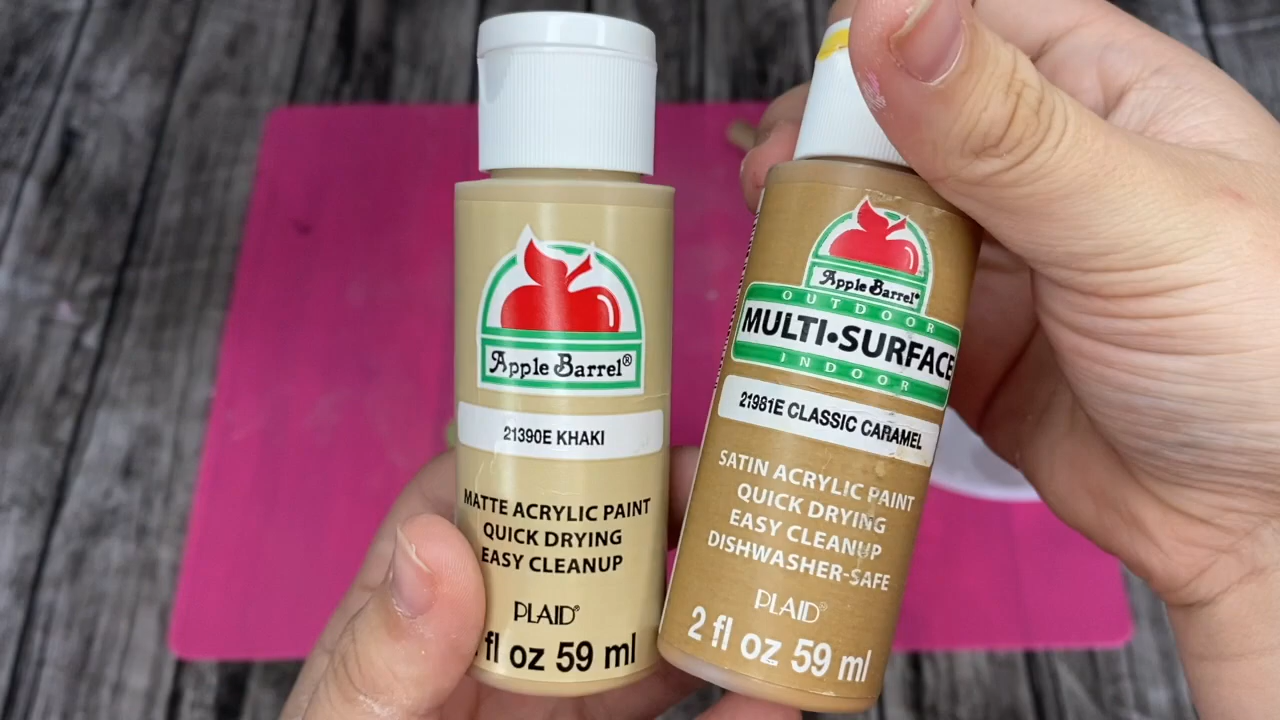 Apple Barrel®
21390E KHAKI
MATTE ACRYLIC PAINT
QUICK DRYING
EASY CLEANUP
PLAID®
fl oz 59 ml
Apple Barrel®
OUTDOOR
MULTI•SURFACE
INDOOR
21981E CLASSIC CARAMEL
SATIN ACRYLIC PAINT
QUICK DRYING
EASY CLEANUP
DISHWASHER-SAFE
PLAID®
2 fl oz 59 ml